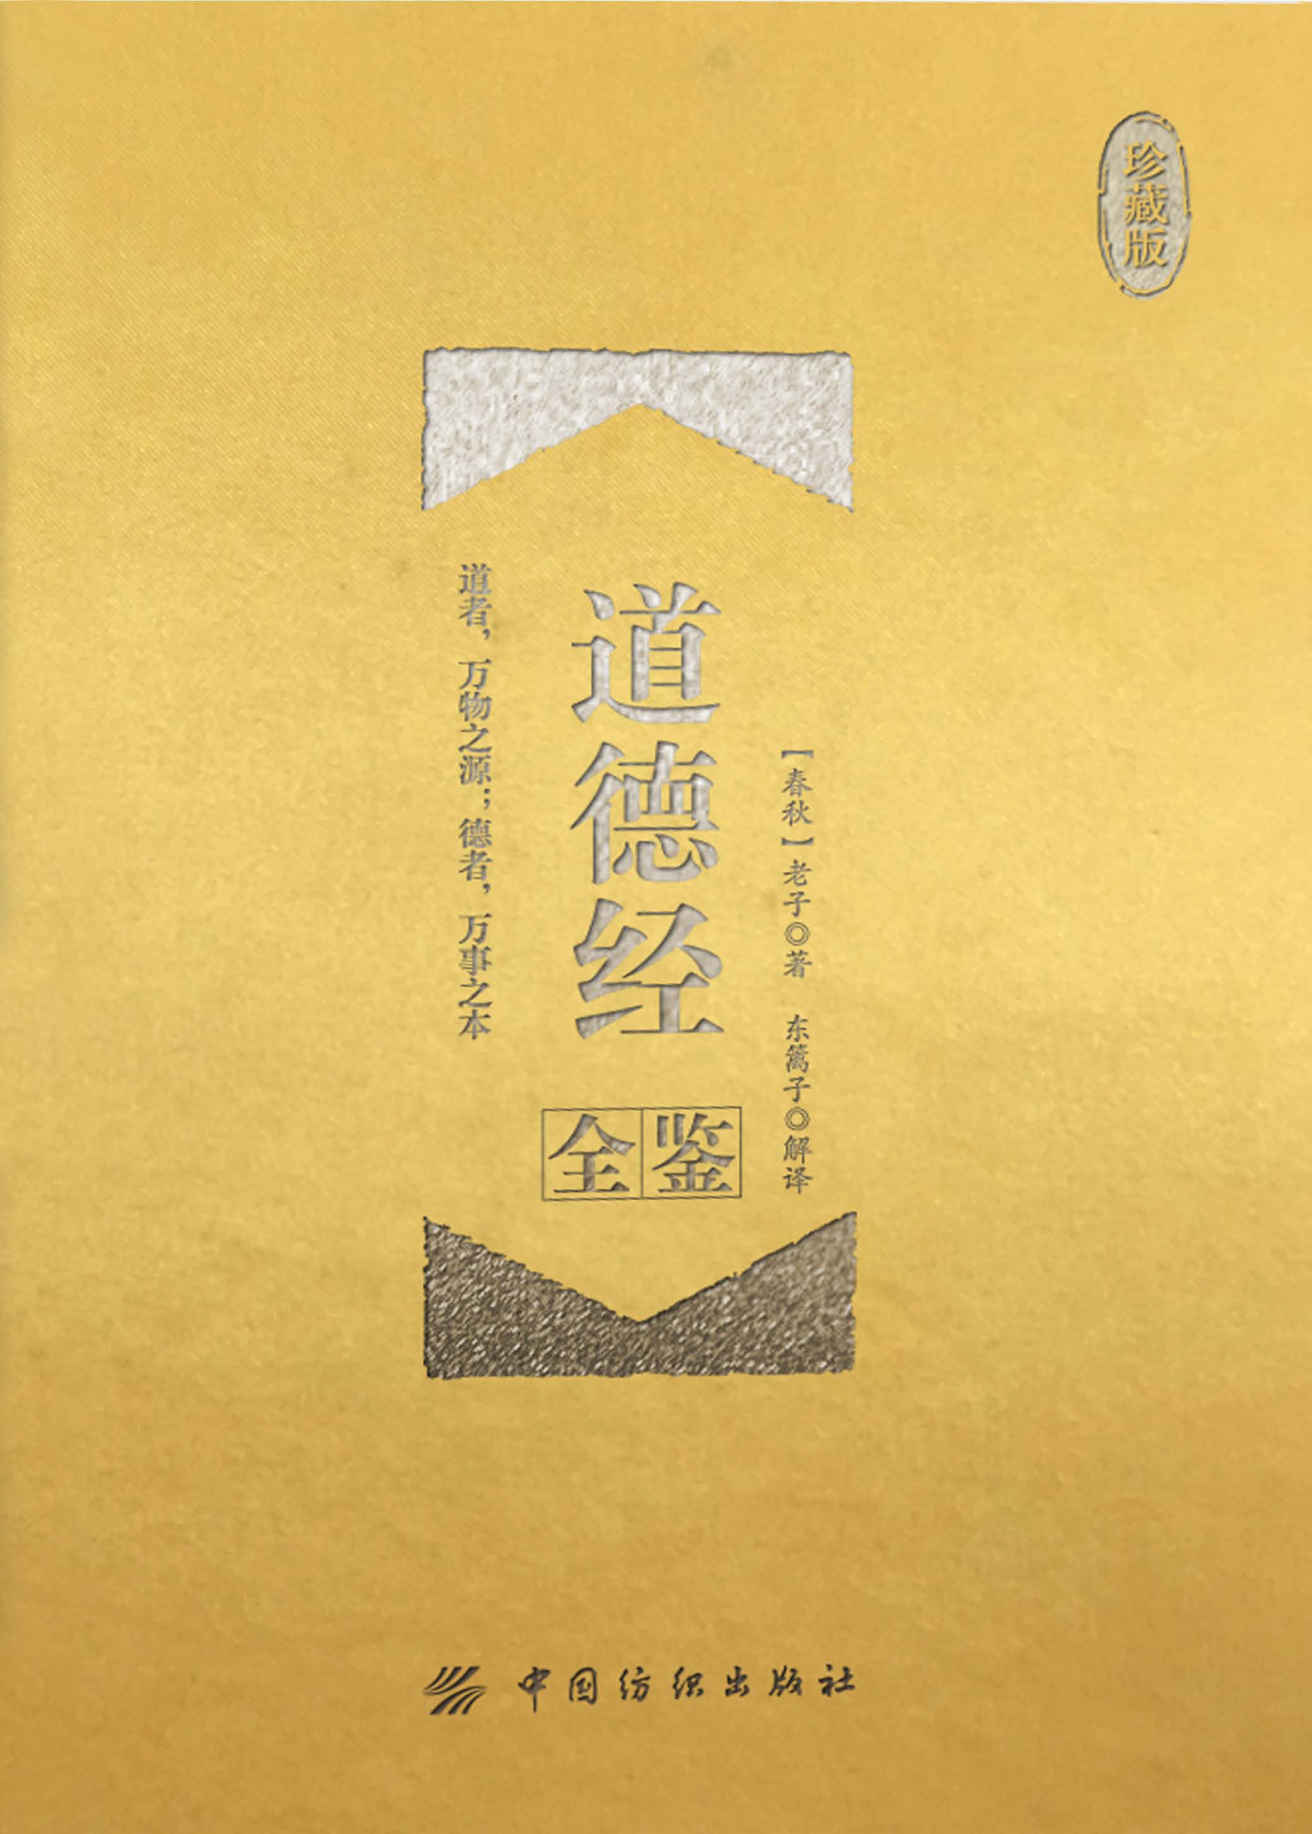 珍藏版
道德经
全鉴
【春秋】老子◎著 东篱子◎解译
道者，万物之源；德者，万事之本
中国纺织出版社